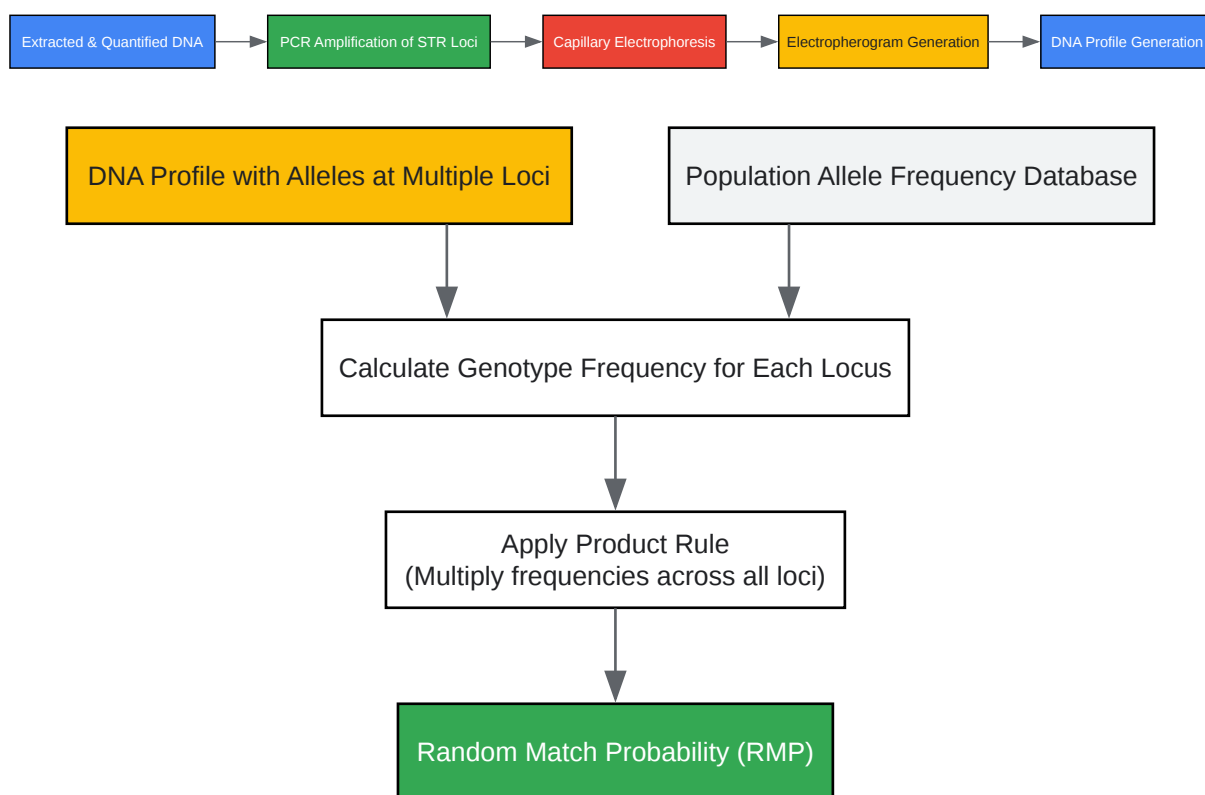 Extracted & Quantified DNA
PCR Amplification of STR Loci
Capillary Electrophoresis
Electropherogram Generation
DNA Profile Generation
DNA Profile with Alleles at Multiple Loci
Population Allele Frequency Database
Calculate Genotype Frequency for Each Locus
Apply Product Rule
(Multiply frequencies across all loci)
Random Match Probability (RMP)